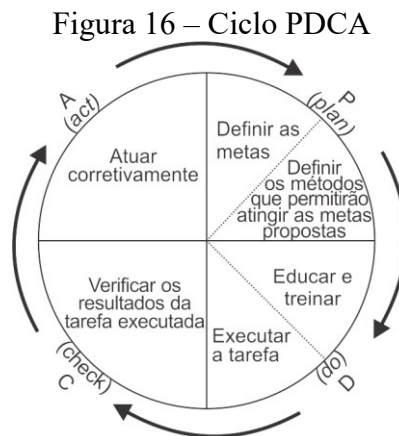 Figura 16 – Ciclo PDCA
A
(act)
P
(plan)
Atuar
corretivamente
Definir as
metas
Definir
os métodos
que permitirão
atingir as metas
propostas
Verificar os
resultados da
tarefa executada
Educar e
treinar
Executar
a tarefa
(check)
C
(do)
D